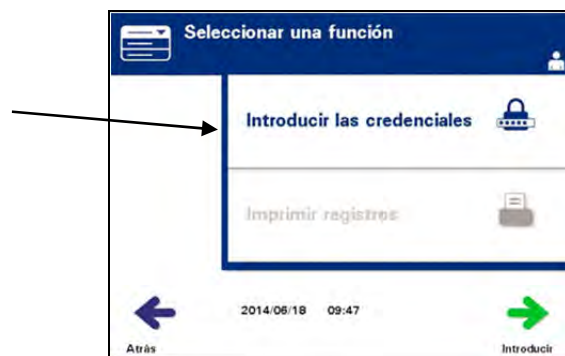 Seleccionar una función
Introducir las credenciales
Imprimir registros
2014/06/18 09:47
Atrás
Introducir